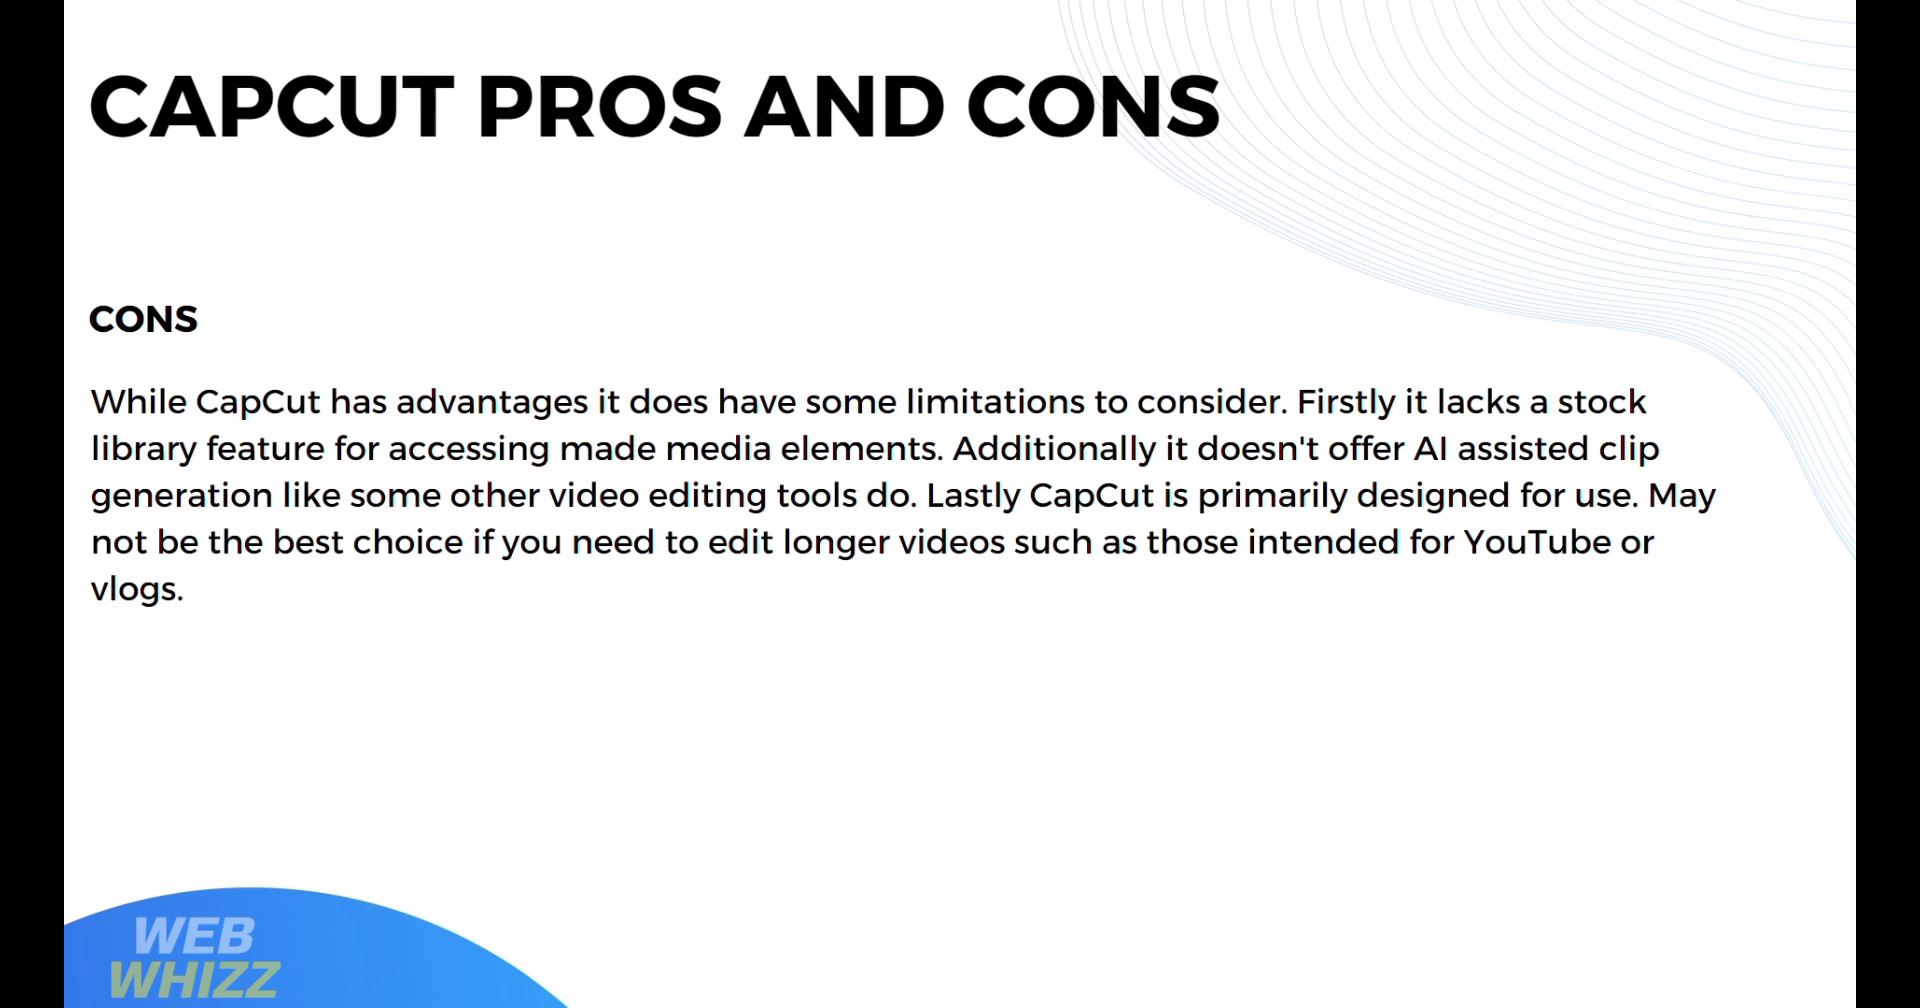 CAPCUT PROS AND CONS
CONS
While CapCut has advantages it does have some limitations to consider. Firstly it lacks a stock
library feature for accessing made media elements. Additionally it doesn't offer AI assisted clip
generation like some other video editing tools do. Lastly CapCut is primarily designed for use. May
not be the best choice if you need to edit longer videos such as those intended for YouTube or
vlogs.
WEB
WHIZZ